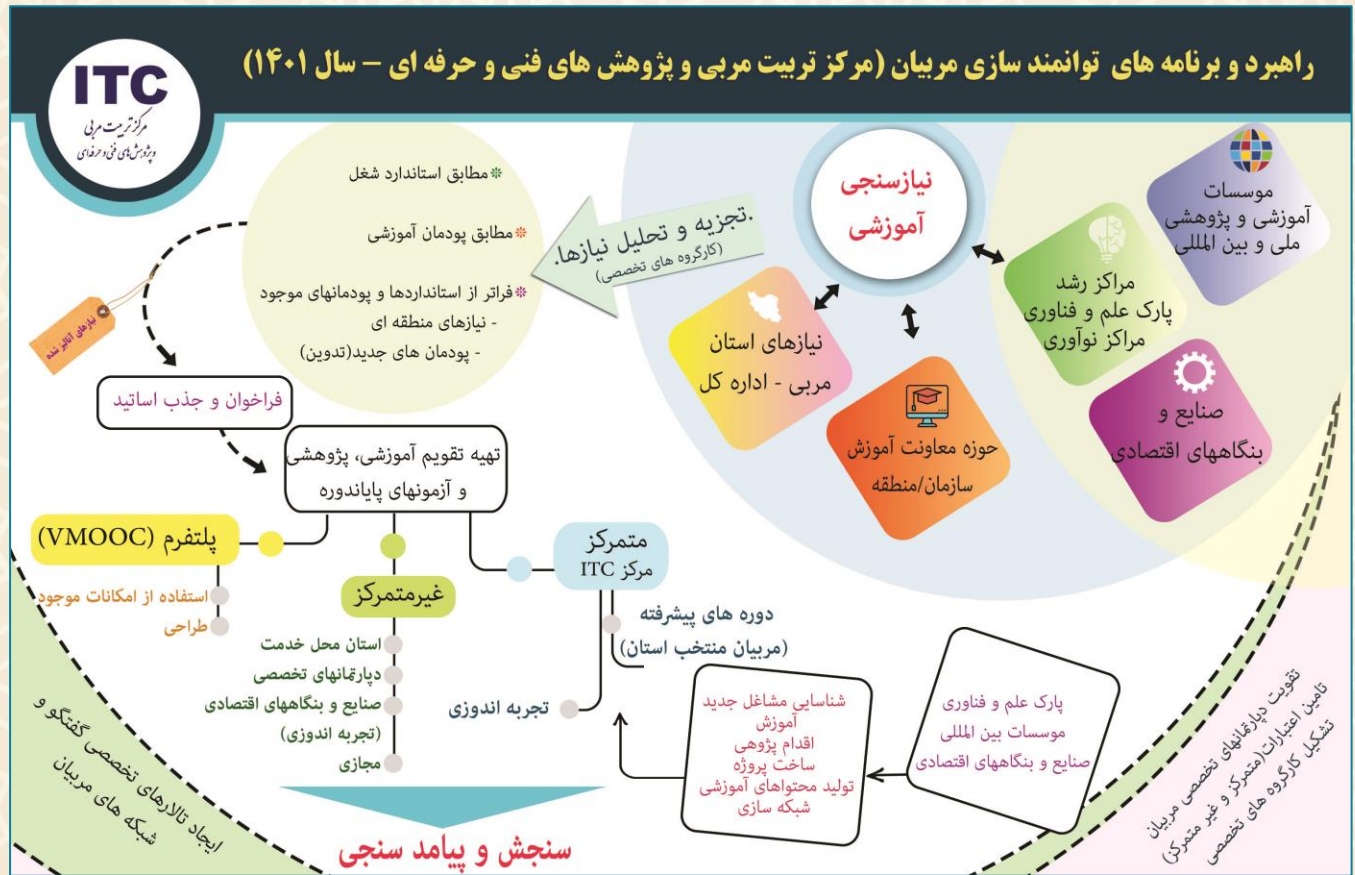 راهبرد و برنامه های توانمند سازی مربیان (مرکز تربیت مربی و پژوهش های فنی و حرفه ای – سال ۱۴۰۱)
ITC
مرکز تربیت مربی
و پژوهش های فنی و حرفه ای
نیازسنجی
آموزشی
موسسات
آموزشی و پژوهشی
ملی و بین المللی
مراکز رشد
پارک علم و فناوری
مراکز نوآوری
صنایع و
بنگاههای اقتصادی
حوزه معاونت آموزش
سازمان/منطقه
نیازهای استان
مربی - اداره کل
تجزیه و تحلیل نیازها.
(کارگروه های تخصصی)
مطابق استاندارد شغل
مطابق پودمان آموزشی
فراتر از استانداردها و پودمانهای موجود
- نیازهای منطقه ای
- پودمان های جدید(تدوین)
نیازهای آنالیز شده
فراخوان و جذب اساتید
تهیه تقویم آموزشی، پژوهشی
و آزمونهای پایاندوره
متمرکز
مرکز ITC
دوره های پیشرفته
(مربیان منتخب استان)
تجربه اندوزی
غیرمتمرکز
استان محل خدمت
دپارتمانهای تخصصی
صنایع و بنگاههای اقتصادی
(تجربه اندوزی)
مجازی
پلتفرم (VMOOC)
استفاده از امکانات موجود
طراحی
پارک علم و فناوری
موسسات بین المللی
صنایع و بنگاههای اقتصادی
شناسایی مشاغل جدید
آموزش
اقدام پژوهی
ساخت پروژه
تولید محتواهای آموزشی
شبکه سازی
سنجش و پیامد سنجی
تقویت دپارتمانهای تخصصی مربیان
تامین اعتبارات(متمرکز و غیر متمرکز)
تشکیل کارگروه های تخصصی
ایجاد تالارهای تخصصی گفتگو و
شبکه های مربیان